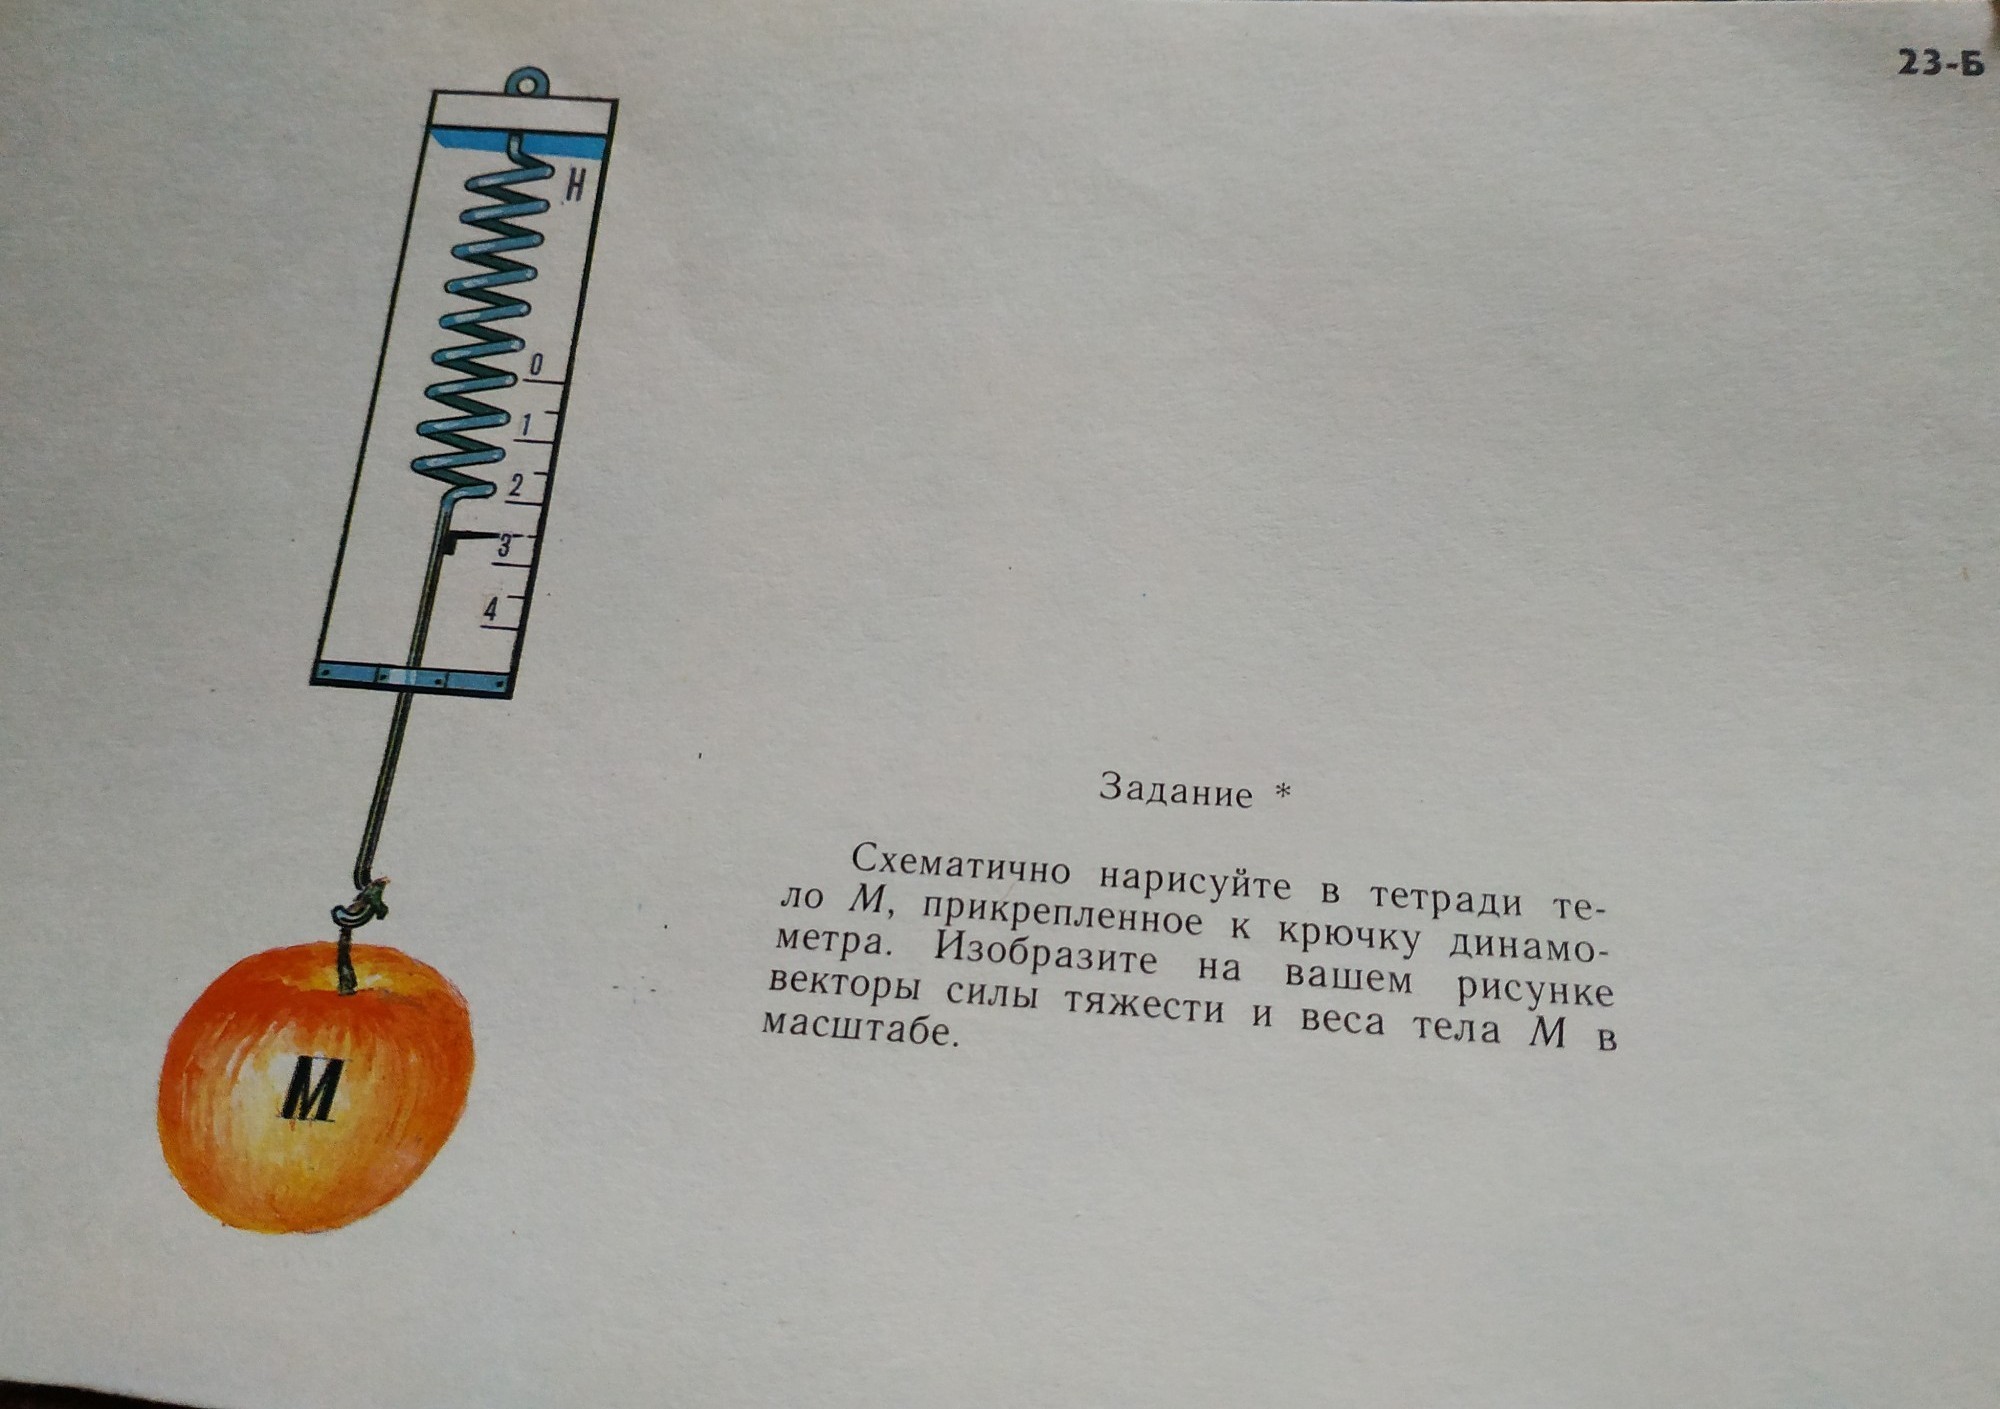 23-Б
Н
0
1
2
3
4
М
Задание *
Схематично нарисуйте в тетради те-
ло М, прикрепленное к крючку динамо-
метра. Изобразите на вашем рисунке
векторы силы тяжести и веса тела М в
масштабе.